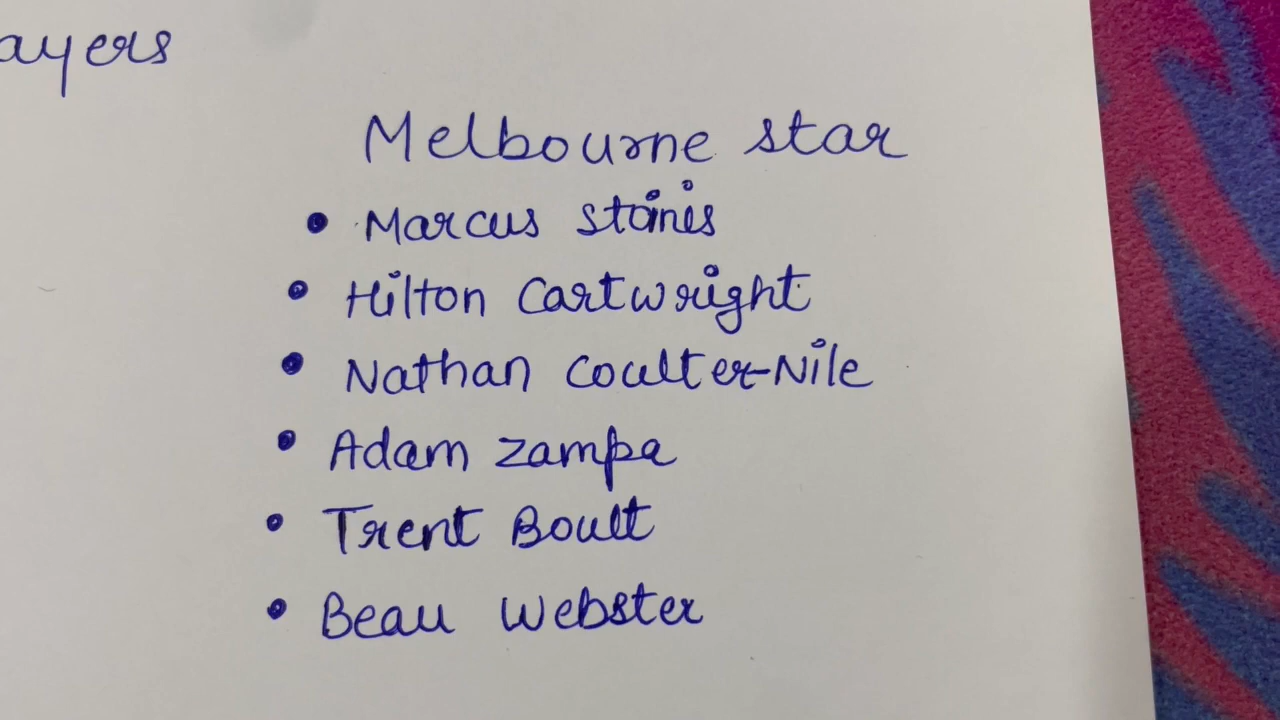 ayers
Melbourne star
• Marcus Stoinis
• Hilton Cartwright
• Nathan Coulter-Nile
• Adam Zampa
• Trent Boult
• Beau Webster